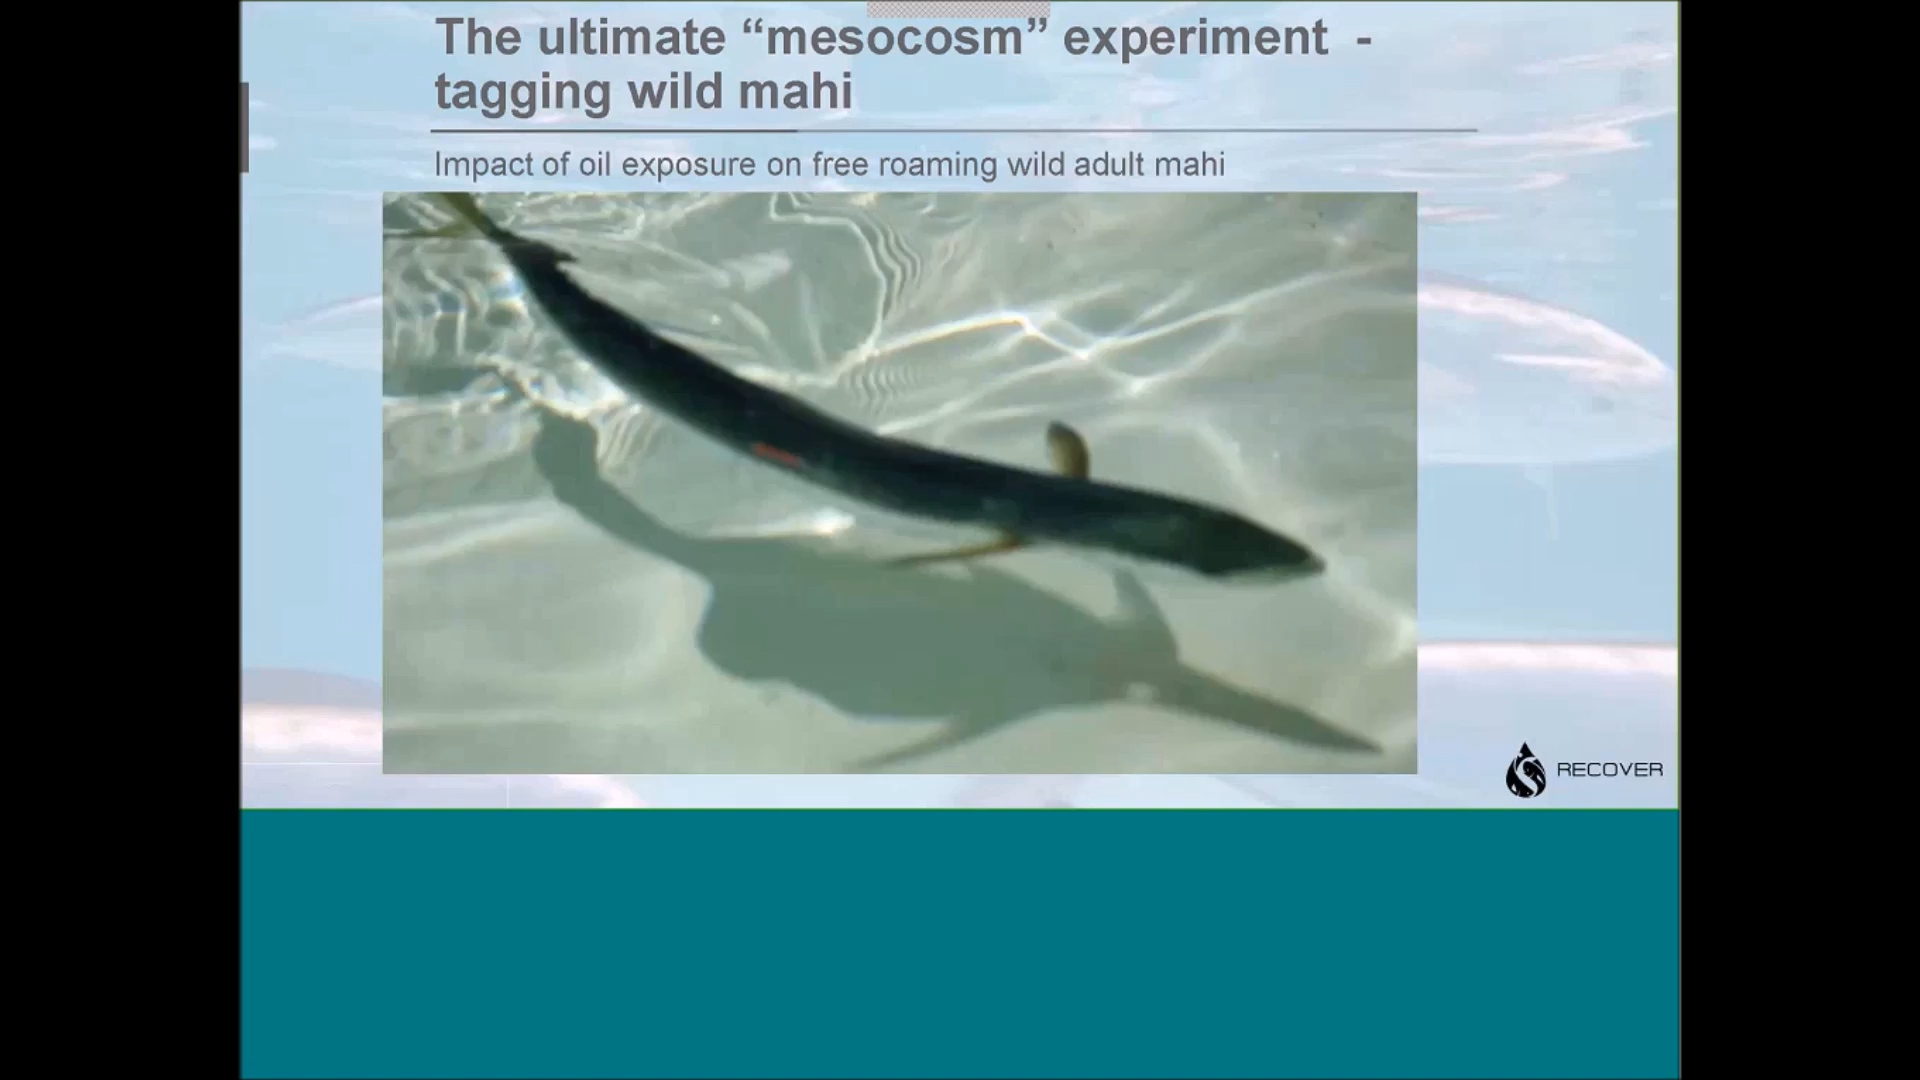 The ultimate “mesocosm” experiment -
tagging wild mahi
Impact of oil exposure on free roaming wild adult mahi
RECOVER